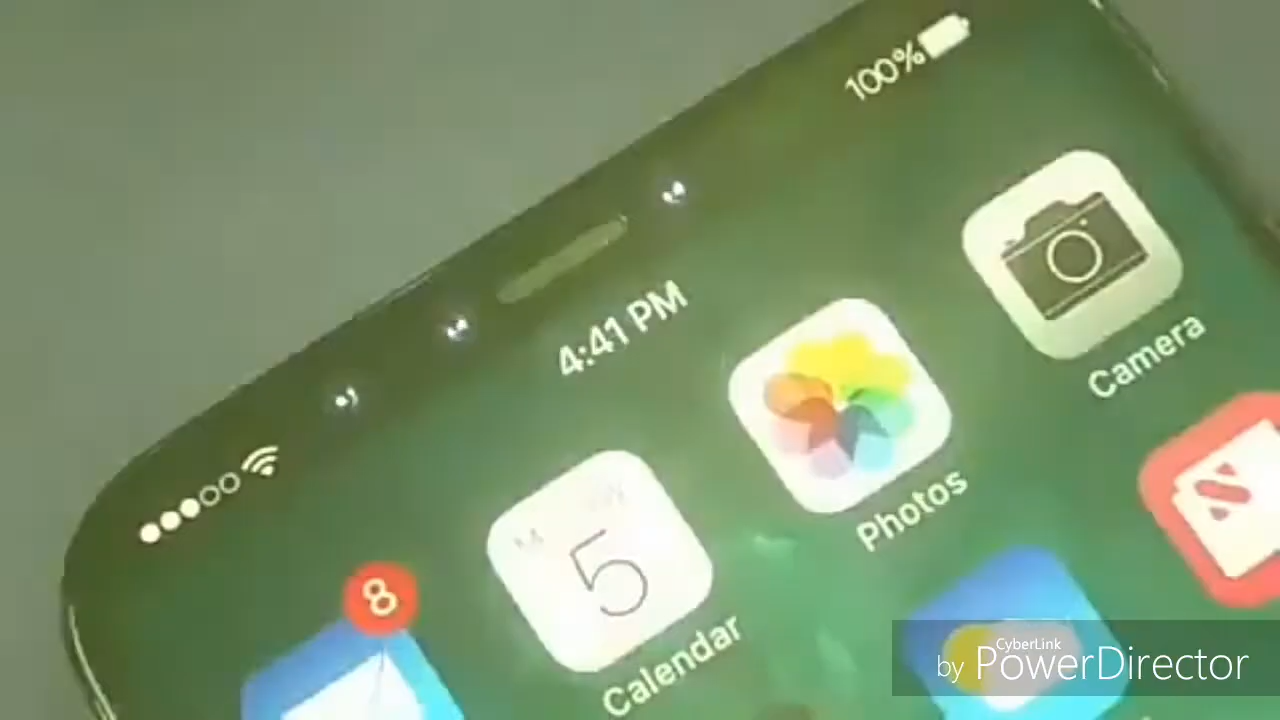 100%
4:41 PM
Camera
Photos
5
Calendar
8
CyberLink
by PowerDirector